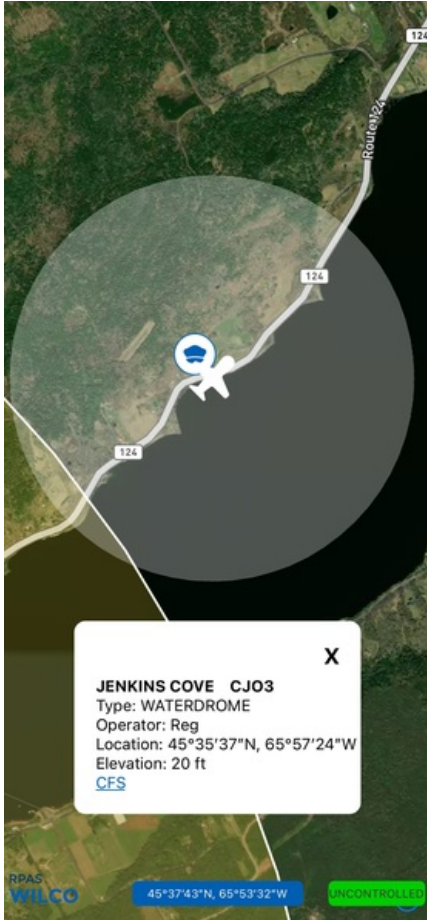 124
Route 124
124
124
X
JENKINS COVE CJO3
Type: WATERDROME
Operator: Reg
Location: 45°35'37"N, 65°57'24"W
Elevation: 20 ft
CFS
RPAS
WILCO
45°37'43"N, 65°53'32"W
UNCONTROLLED